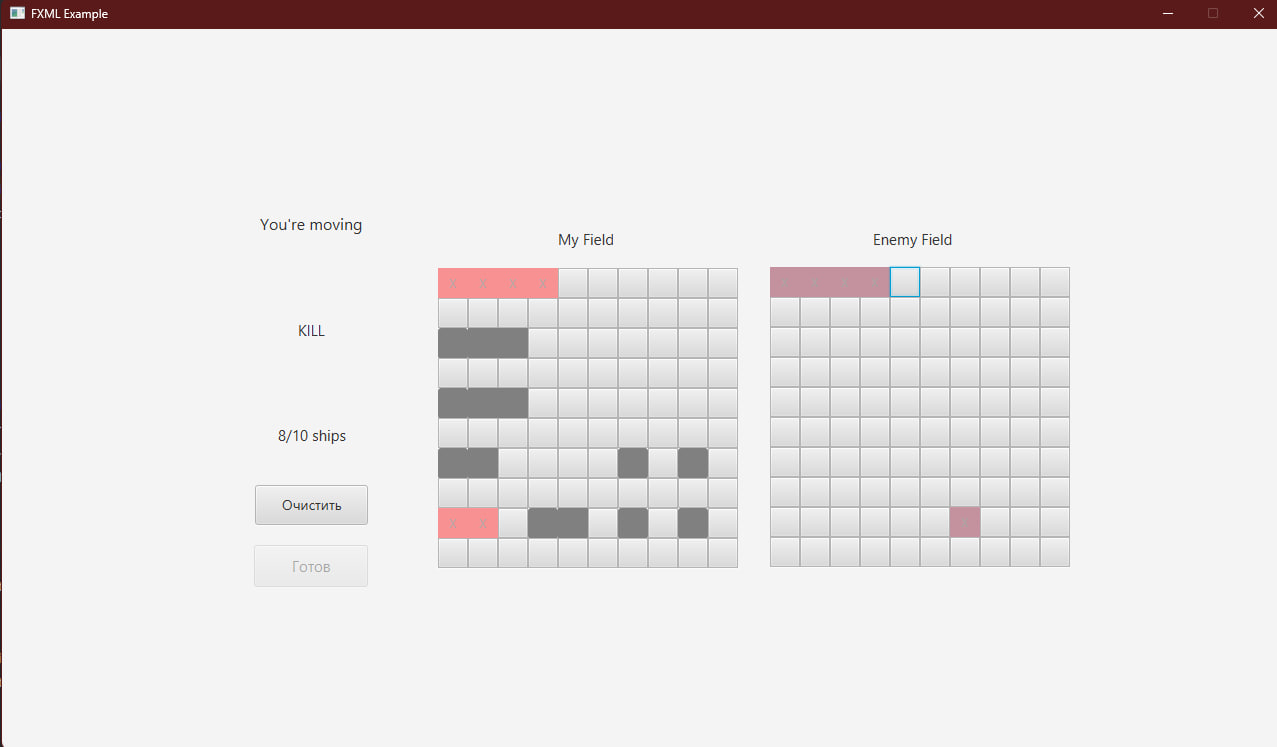 FXML Example
You're moving
My Field
Enemy Field
X X X X
KILL
8/10 ships
Очистить
X X
Готов